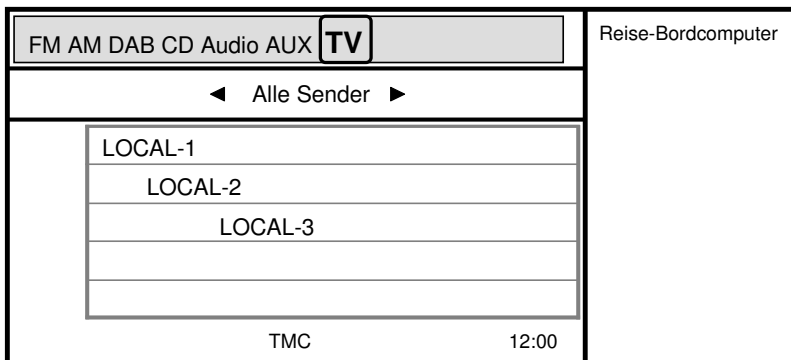 FM AM DAB CD Audio AUX TV
Reise-Bordcomputer
◄ Alle Sender ►
LOCAL-1
LOCAL-2
LOCAL-3
TMC 12:00